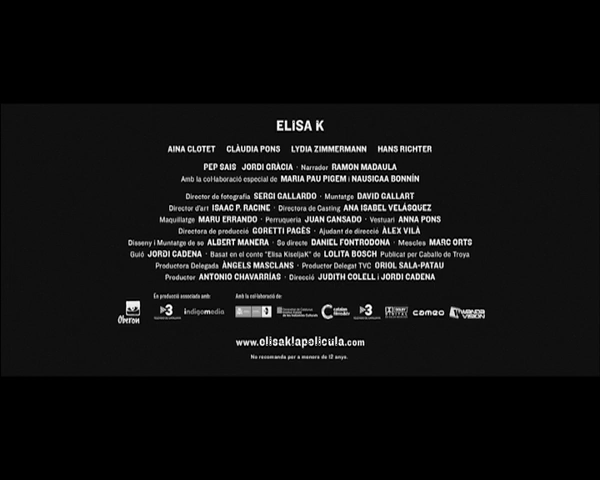 ELiSA K
AINA CLOTET CLÀUDIA PONS LYDIA ZIMMERMANN HANS RICHTER
PEP SAIS JORDI GRÀCIA · Narrador RAMON MADAULA
Amb la col·laboració especial de MARIA PAU PIGEM i NAUSICAA BONNÍN
Director de fotografia SERGI GALLARDO · Muntatge DAVID GALLART
Director d'art ISAAC P. RACINE · Directora de Casting ANA ISABEL VELÁSQUEZ
Maquillatge MARU ERRANDO · Perruqueria JUAN CANSADO · Vestuari ANNA PONS
Directora de producció GORETTI PAGÈS · Ajudant de direcció ÀLEX VILÀ
Disseny i Muntatge de so ALBERT MANERA · So directe DANIEL FONTRODONA · Mescles MARC ORTS
Guió JORDI CADENA · Basat en el conte "Elisa Kiseljak" de LOLITA BOSCH Publicat per Caballo de Troya
Productora Delegada ÀNGELS MASCLANS · Productor Delegat TVC ORIOL SALA-PATAU
Productor ANTONIO CHAVARRÍAS · Direcció JUDITH COLELL i JORDI CADENA
En producció associada amb: Amb la col·laboració de:
Oberon 3 indigomedia 3 cameo WANDA VISION
www.elisaklapelicula.com
No recomanda per a menors de 12 anys.